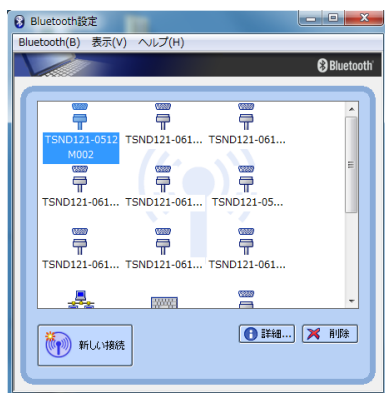 Bluetooth設定
Bluetooth(B) 表示(V) ヘルプ(H)
Bluetooth
TSND121-0512 TSND121-061... TSND121-061...
M002
TSND121-061... TSND121-061... TSND121-05...
TSND121-061... TSND121-061... TSND121-061...
新しい接続
詳細... 削除